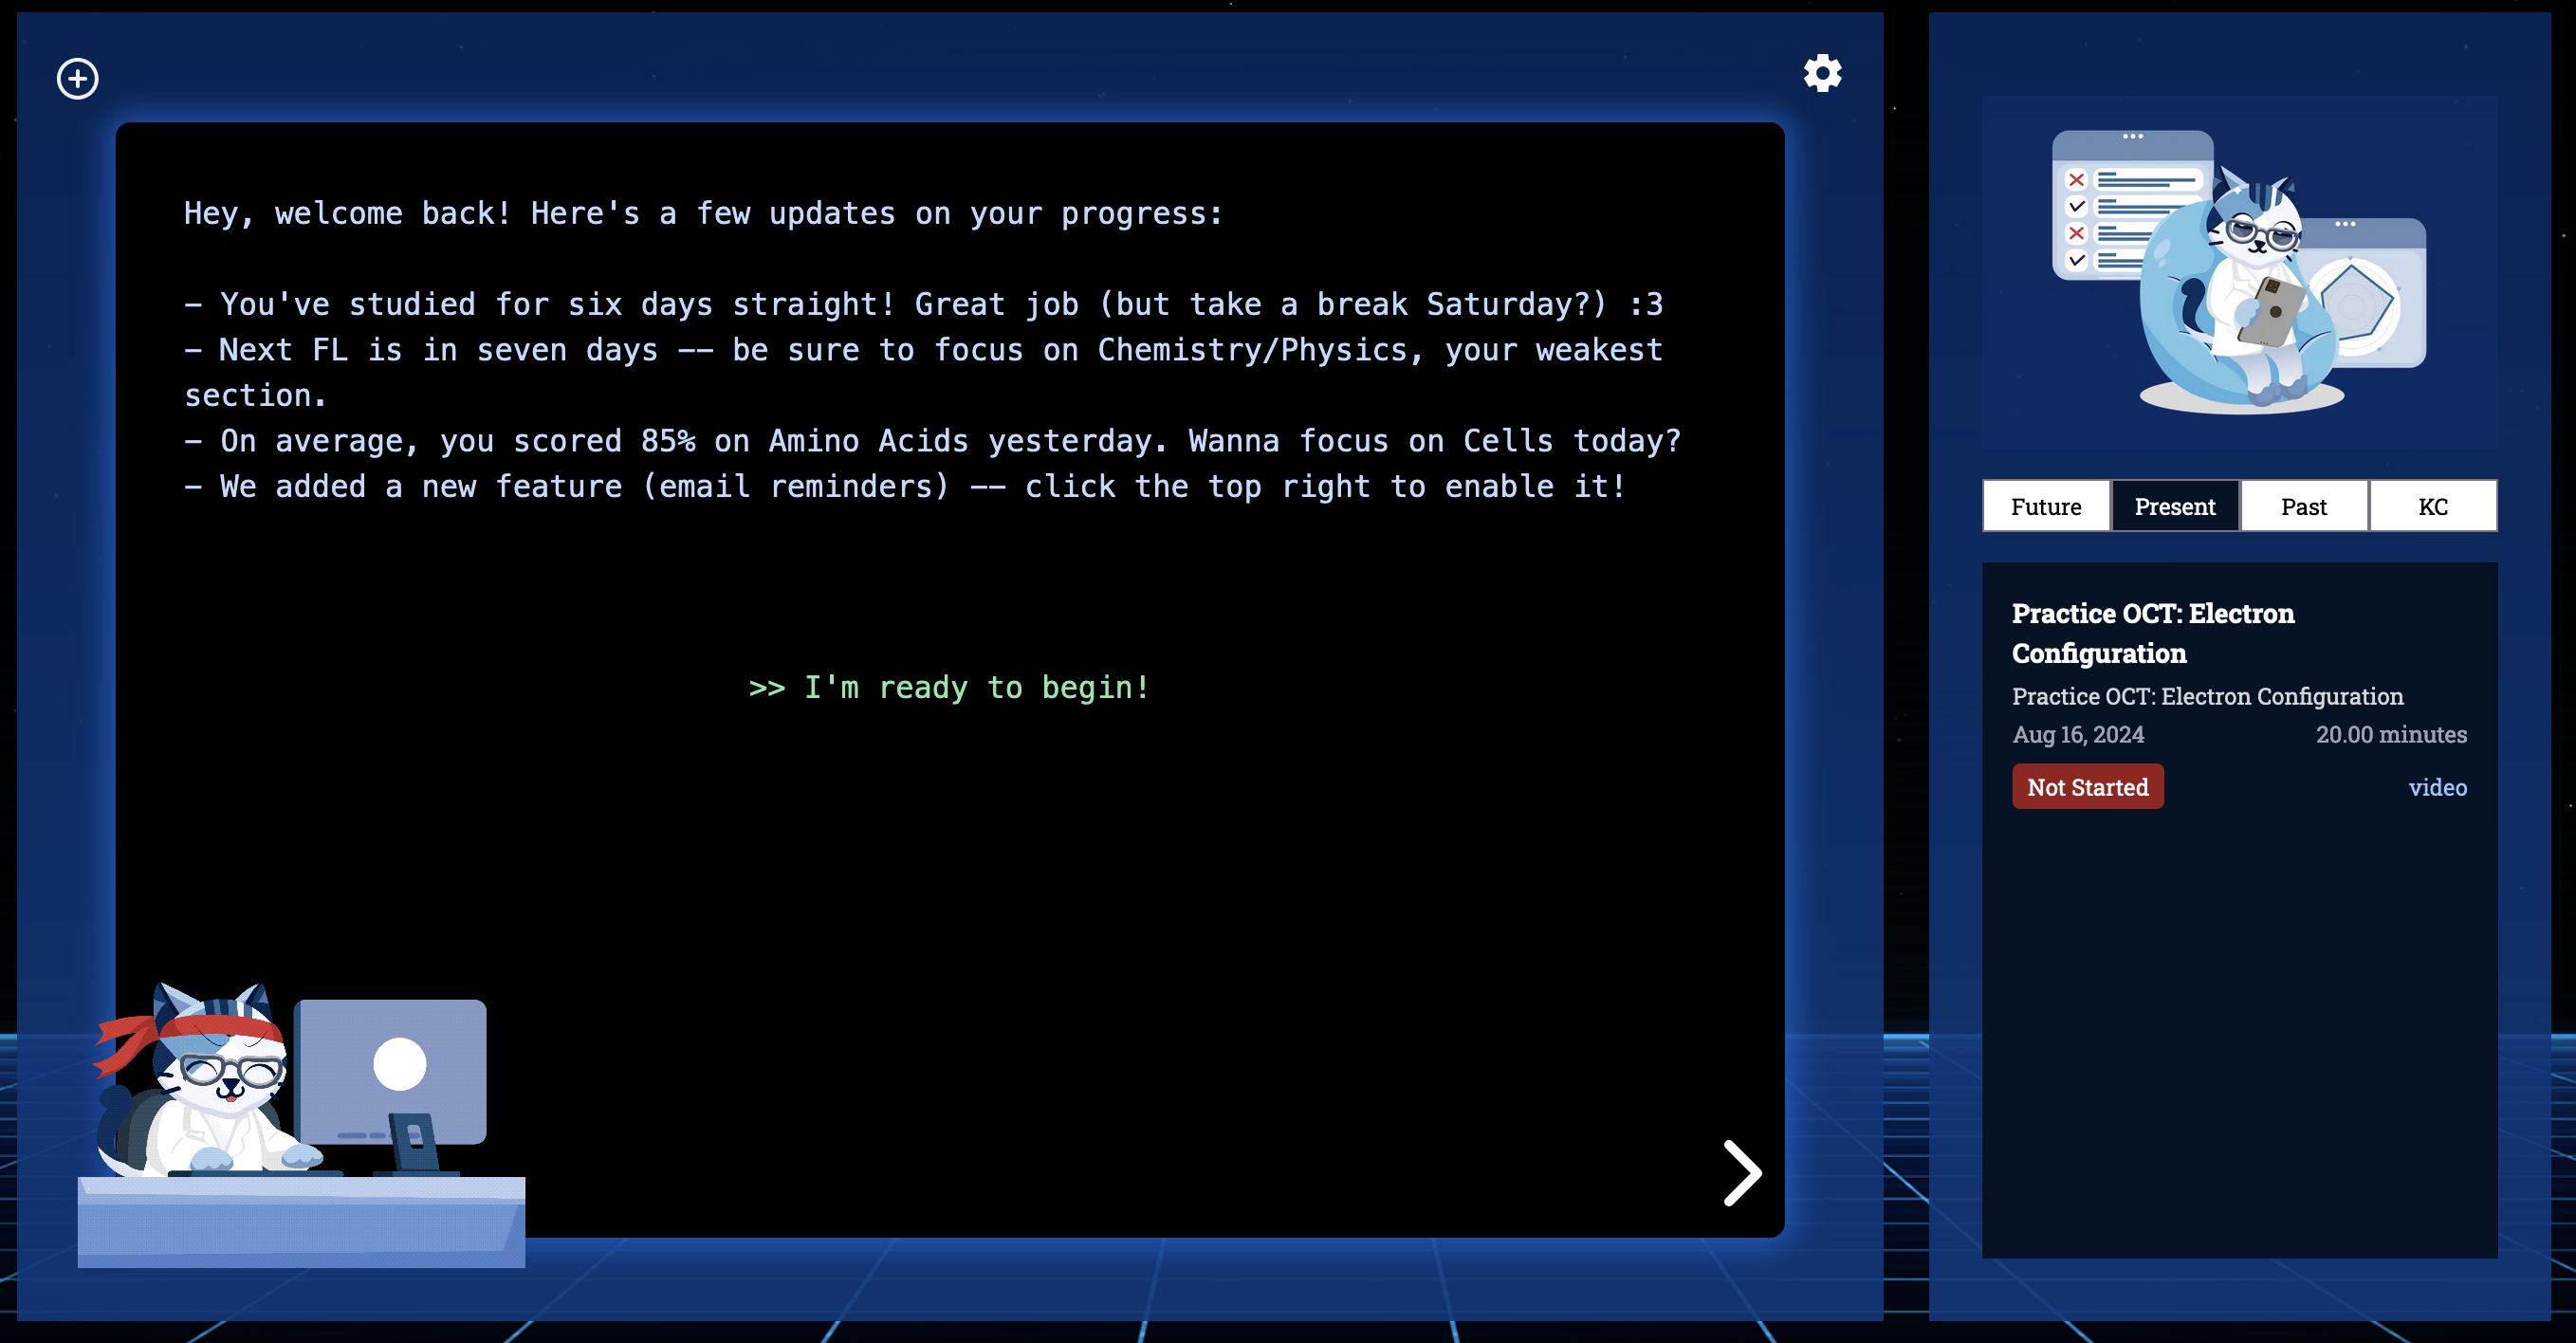 Hey, welcome back! Here's a few updates on your progress:
- You've studied for six days straight! Great job (but take a break Saturday?) :3
- Next FL is in seven days -- be sure to focus on Chemistry/Physics, your weakest
section.
- On average, you scored 85% on Amino Acids yesterday. Wanna focus on Cells today?
- We added a new feature (email reminders) -- click the top right to enable it!
>> I'm ready to begin!
Future Present Past KC
Practice OCT: Electron
Configuration
Practice OCT: Electron Configuration
Aug 16, 2024 20.00 minutes
Not Started video